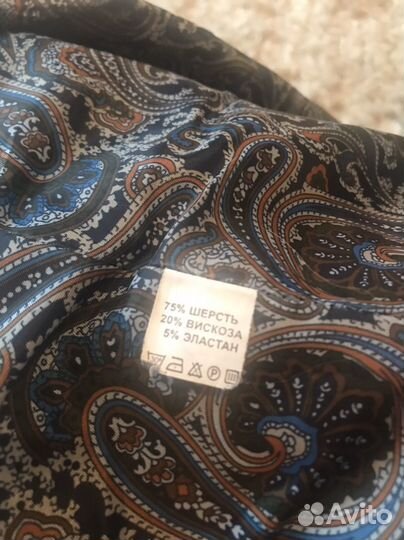 75% ШЕРСТЬ
20% ВИСКОЗА
5% ЭЛАСТАН
Avito